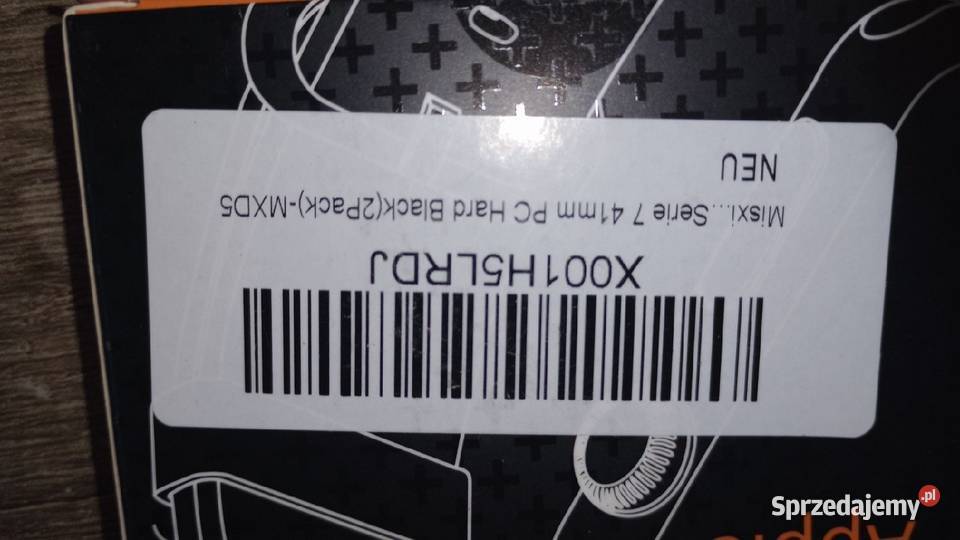 X001H5LRDJ
Misxi...Serie 7 41mm PC Hard Black(2Pack)-MXD5
NEU
Sprzedajemy.pl